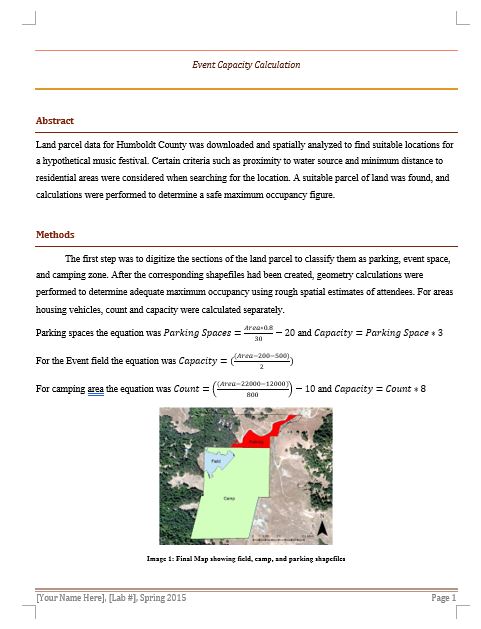 Event Capacity Calculation
Abstract
Land parcel data for Humboldt County was downloaded and spatially analyzed to find suitable locations for
a hypothetical music festival. Certain criteria such as proximity to water source and minimum distance to
residential areas were considered when searching for the location. A suitable parcel of land was found, and
calculations were performed to determine a safe maximum occupancy figure.
Methods
The first step was to digitize the sections of the land parcel to classify them as parking, event space,
and camping zone. After the corresponding shapefiles had been created, geometry calculations were
performed to determine adequate maximum occupancy using rough spatial estimates of attendees. For areas
housing vehicles, count and capacity were calculated separately.
Parking spaces the equation was Parking Spaces = (Area∗0.8)/30 − 20 and Capacity = Parking Space ∗ 3
For the Event field the equation was Capacity = ((Area−200−500)/2)
For camping area the equation was Count = ((Area−22000−12000)/800) − 10 and Capacity = Count ∗ 8
Field
Camp
N
Image 1: Final Map showing field, camp, and parking shapefiles
[Your Name Here], [Lab #], Spring 2015 Page 1